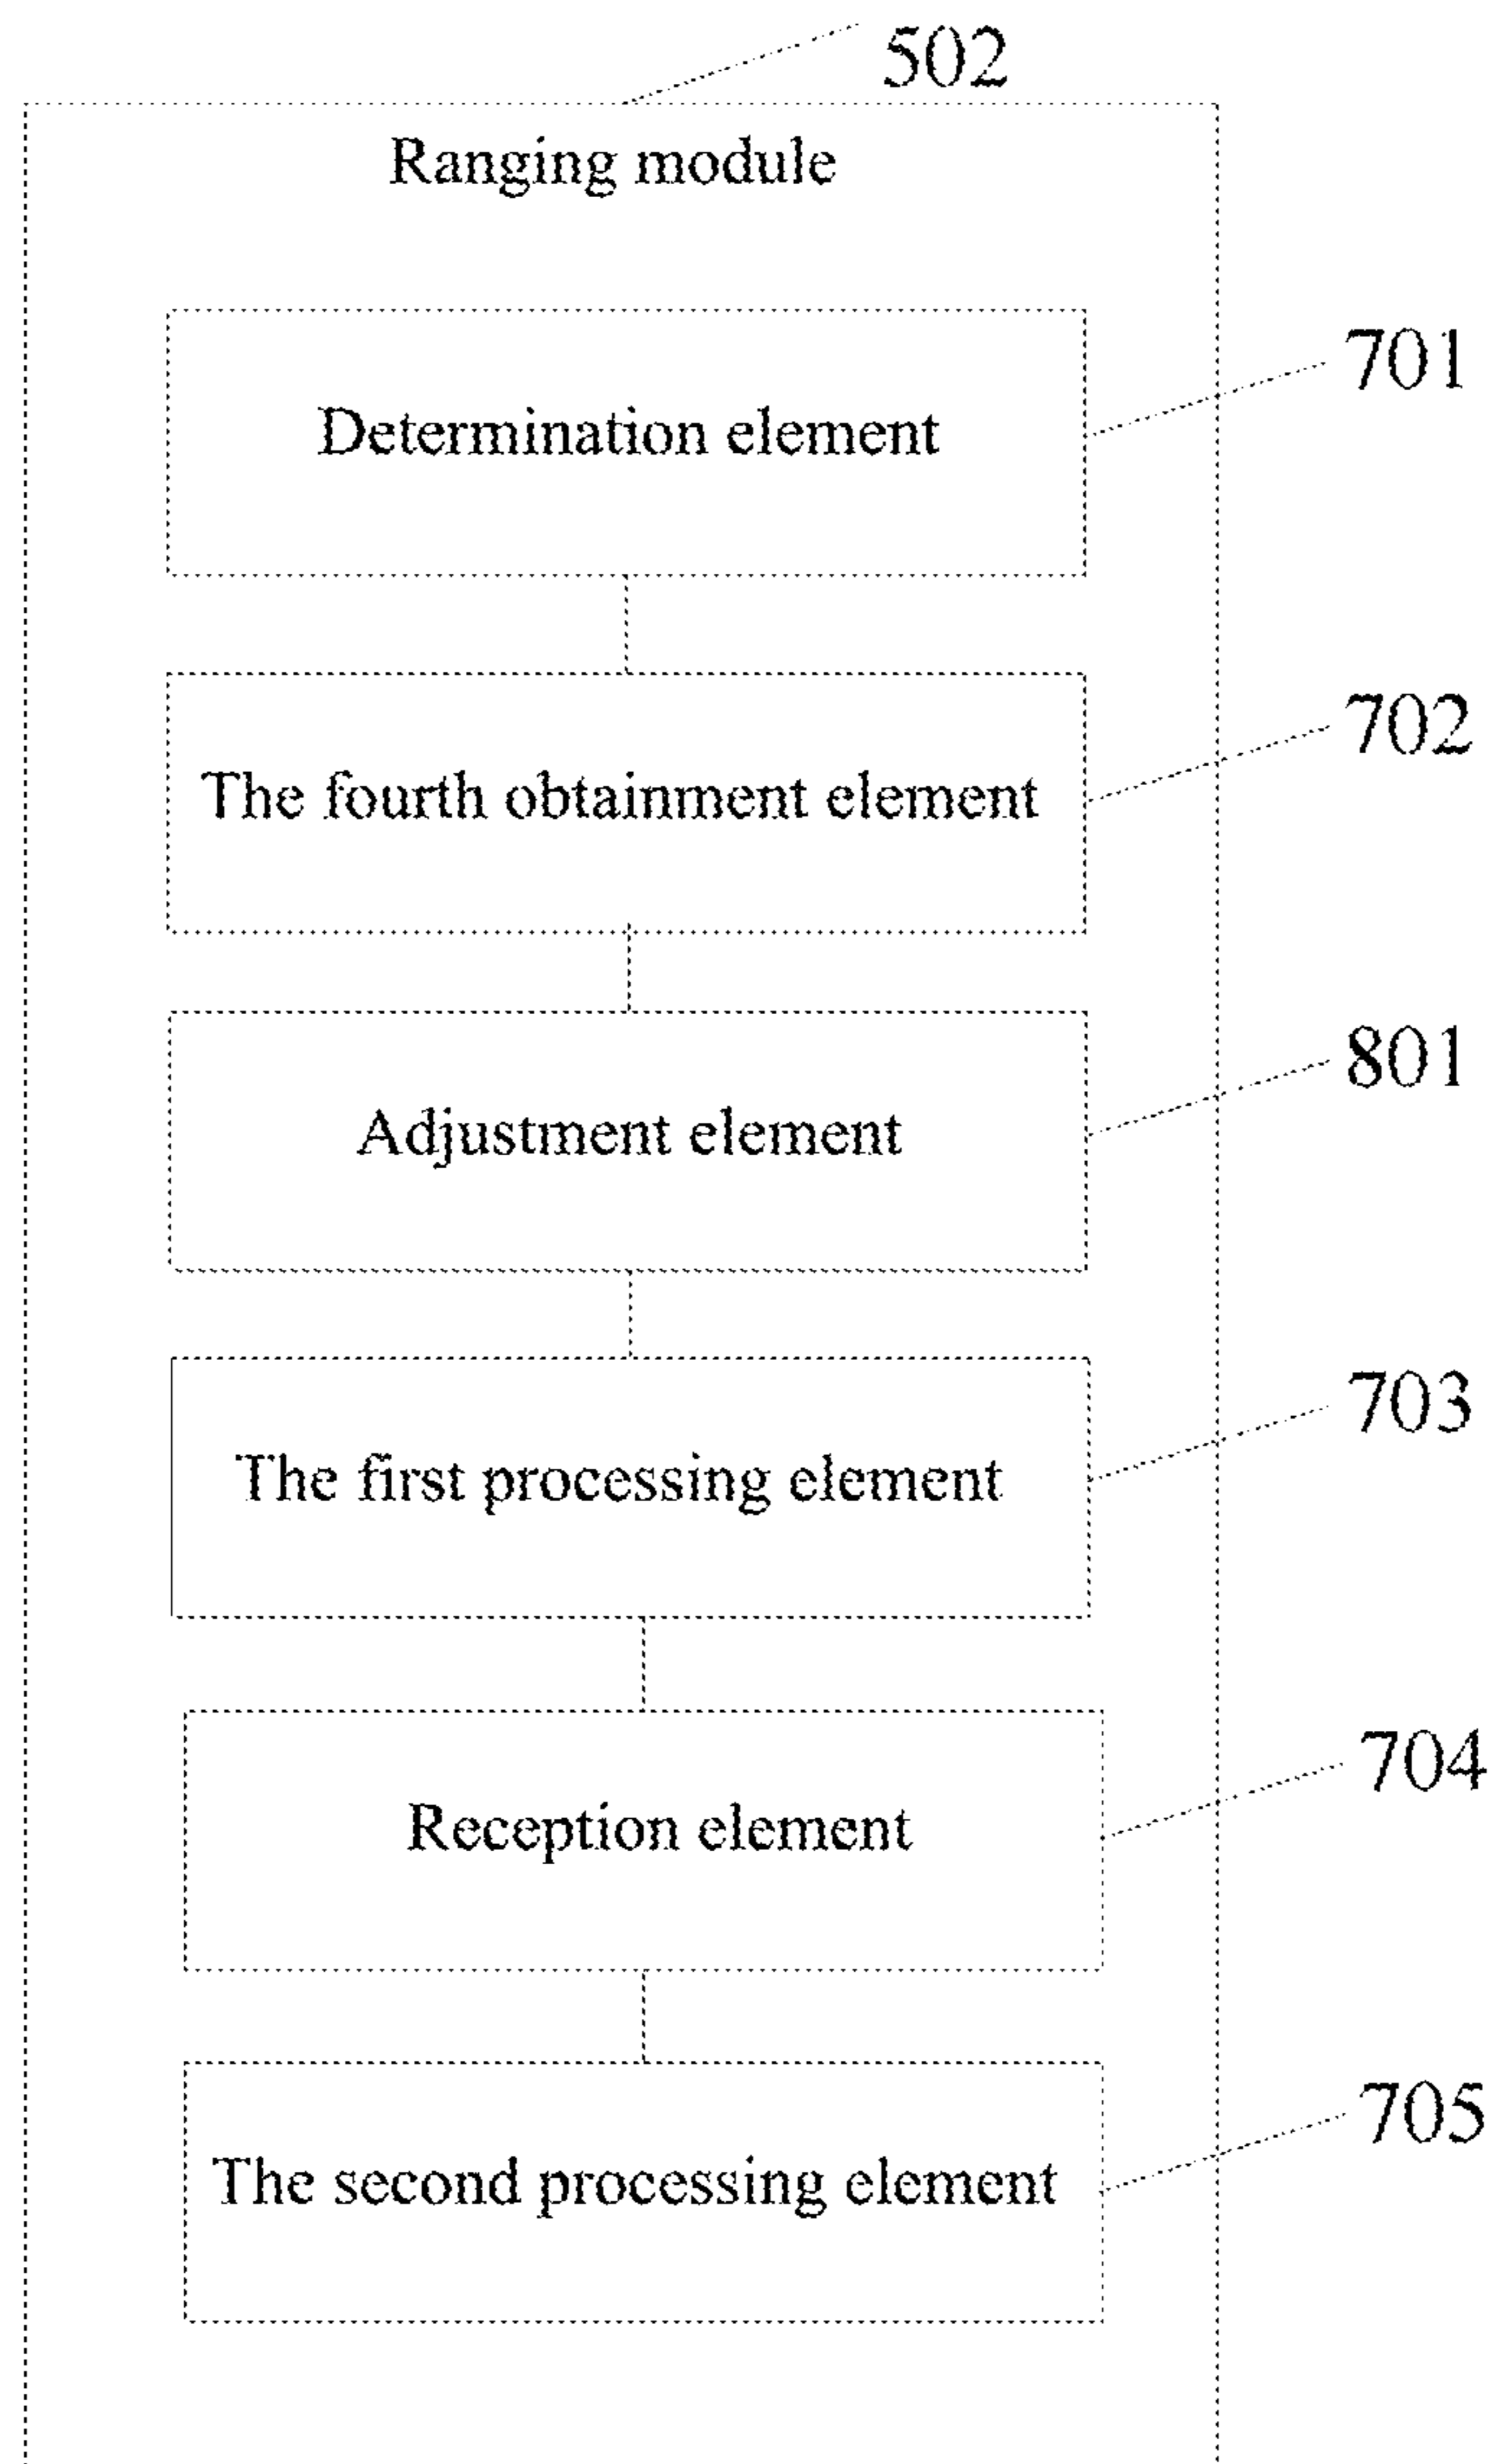 502
Ranging module
701
Determination element
702
The fourth obtainment element
801
Adjustment element
703
The first processing element
704
Reception element
705
The second processing element